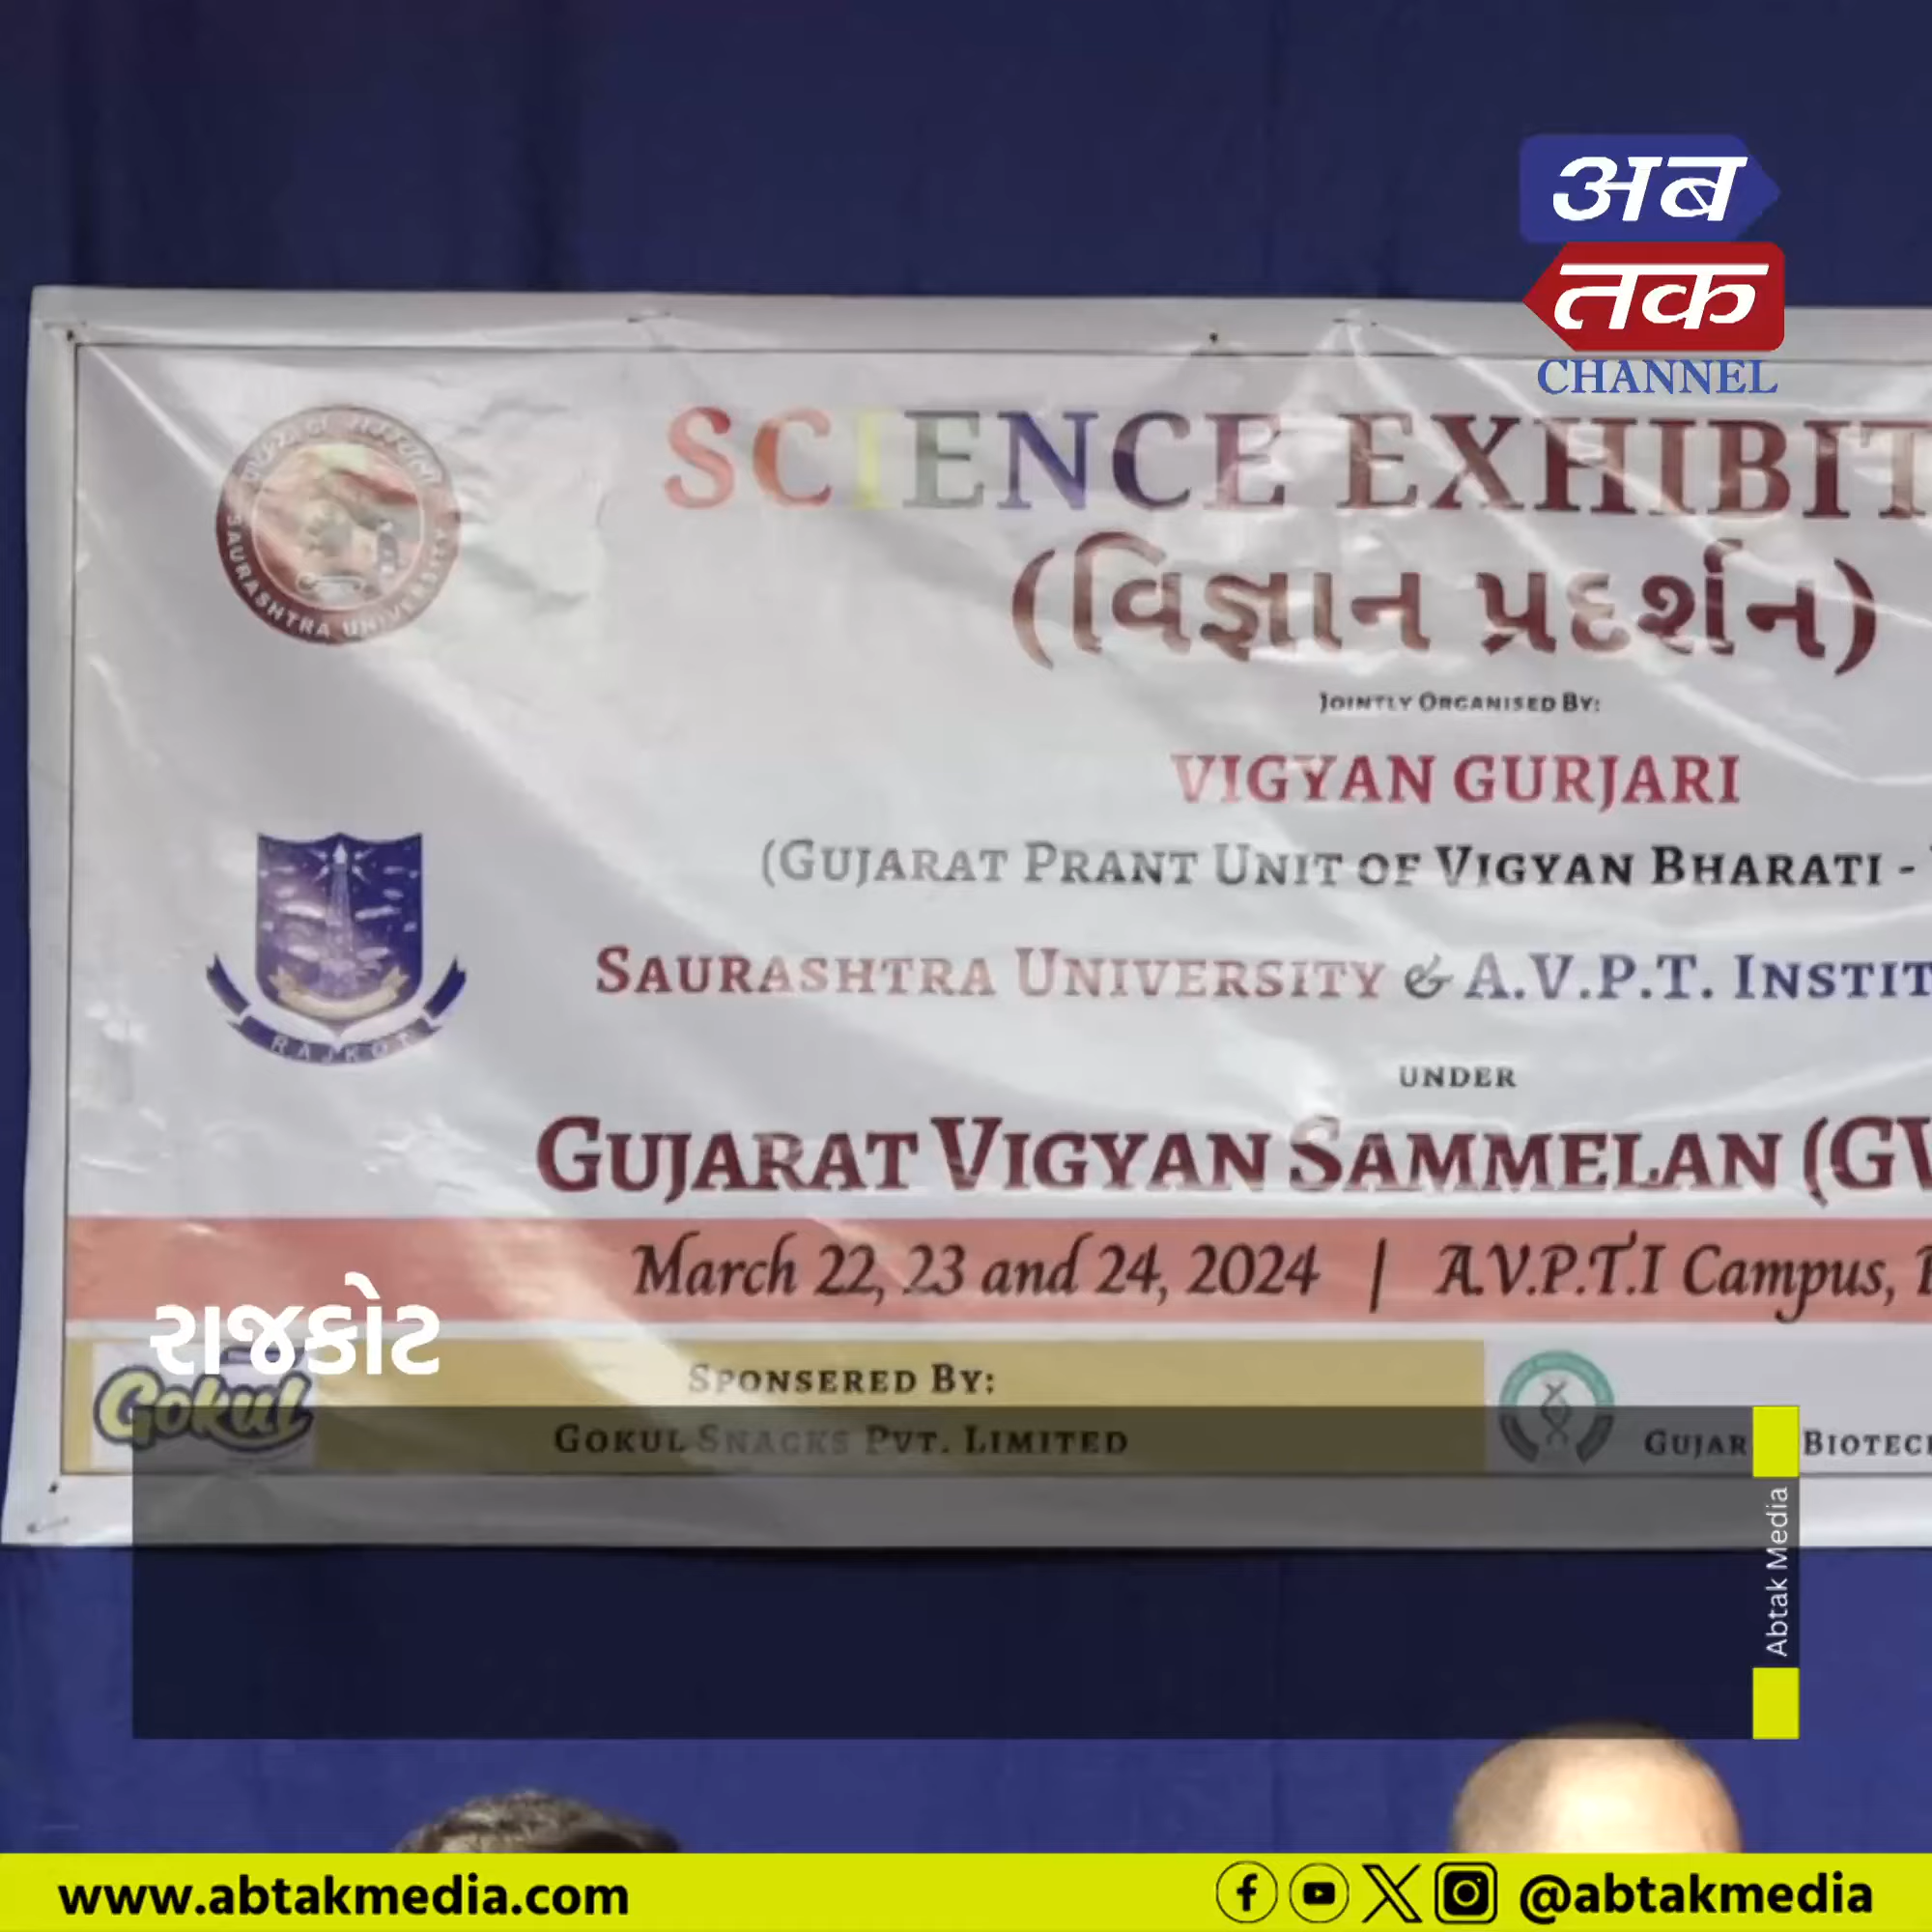 अब
तक
CHANNEL
SCIENCE EXHIBIT
(વિજ્ઞાન પ્રદર્શન)
JOINTLY ORGANISED BY:
VIGYAN GURJARI
(GUJARAT PRANT UNIT OF VIGYAN BHARATI -
SAURASHTRA UNIVERSITY & A.V.P.T. INSTIT
UNDER
GUJARAT VIGYAN SAMMELAN (GV
March 22, 23 and 24, 2024 | A.V.P.T.I Campus,
SAURASHTRA UNIVERSITY
RAJKOT
રાજકોટ
Gokul
SPONSERED BY:
GOKUL SNACKS PVT. LIMITED
GUJAR BIOTEC
Abtak Media
www.abtakmedia.com
@abtakmedia